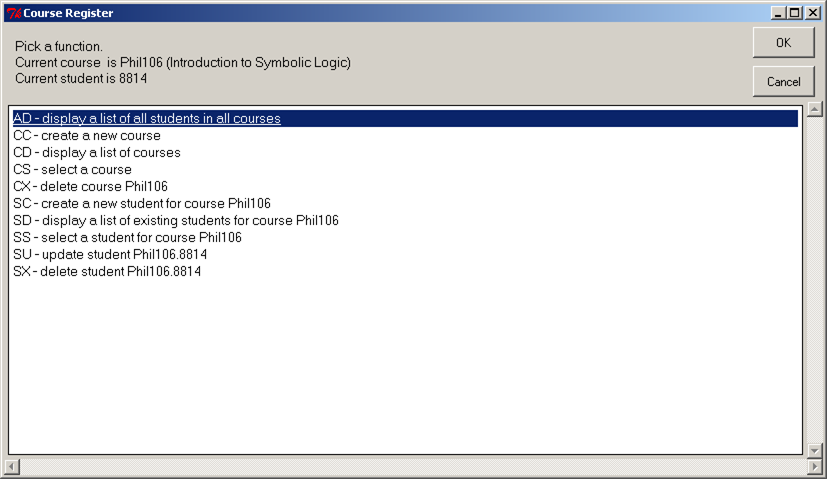 Course Register
Pick a function.
Current course  is Phil106 (Introduction to Symbolic Logic)
Current student is 8814
OK
Cancel
AD - display a list of all students in all courses
CC - create a new course
CD - display a list of courses
CS - select a course
CX - delete course Phil106
SC - create a new student for course Phil106
SD - display a list of existing students for course Phil106
SS - select a student for course Phil106
SU - update student Phil106.8814
SX - delete student Phil106.8814